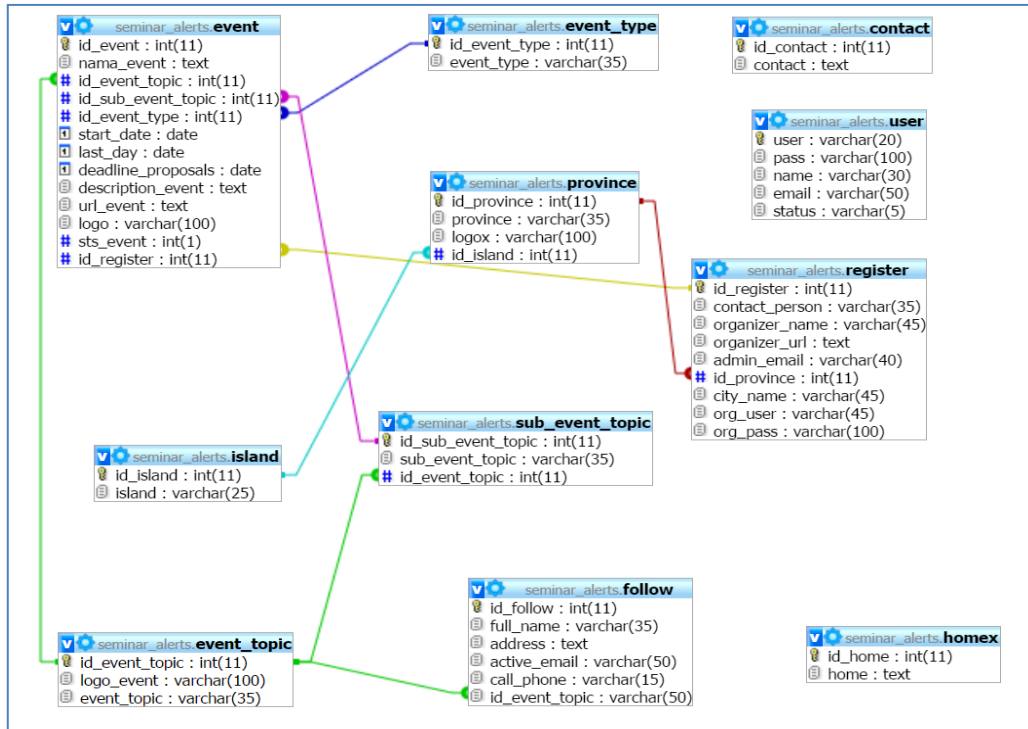 seminar_alerts.event
id_event : int(11)
nama_event : text
id_event_topic : int(11)
id_sub_event_topic : int(11)
id_event_type : int(11)
start_date : date
last_day : date
deadline_proposals : date
description_event : text
url_event : text
logo : varchar(100)
sts_event : int(1)
id_register : int(11)
seminar_alerts.event_type
id_event_type : int(11)
event_type : varchar(35)
seminar_alerts.contact
id_contact : int(11)
contact : text
seminar_alerts.user
user : varchar(20)
pass : varchar(100)
name : varchar(30)
email : varchar(50)
status : varchar(5)
seminar_alerts.province
id_province : int(11)
province : varchar(35)
logox : varchar(100)
id_island : int(11)
seminar_alerts.register
id_register : int(11)
contact_person : varchar(35)
organizer_name : varchar(45)
organizer_url : text
admin_email : varchar(40)
id_province : int(11)
city_name : varchar(45)
org_user : varchar(45)
org_pass : varchar(100)
seminar_alerts.sub_event_topic
id_sub_event_topic : int(11)
sub_event_topic : varchar(35)
id_event_topic : int(11)
seminar_alerts.island
id_island : int(11)
island : varchar(25)
seminar_alerts.follow
id_follow : int(11)
full_name : varchar(35)
address : text
active_email : varchar(50)
call_phone : varchar(15)
id_event_topic : varchar(50)
seminar_alerts.event_topic
id_event_topic : int(11)
logo_event : varchar(100)
event_topic : varchar(35)
seminar_alerts.homex
id_home : int(11)
home : text